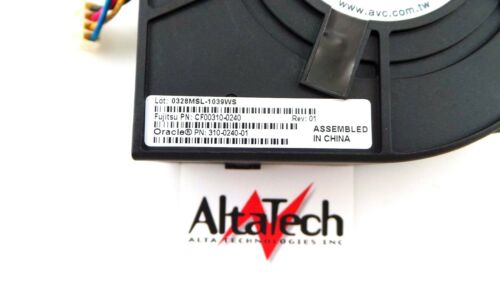 www.avc.com.tw
Lot: 0328MSL-1039WS
Fujitsu PN: CF00310-0240 Rev: 01
Oracle® PN: 310-0240-01
ASSEMBLED
IN CHINA
AltaTech
ALTA TECHNOLOGIES INC